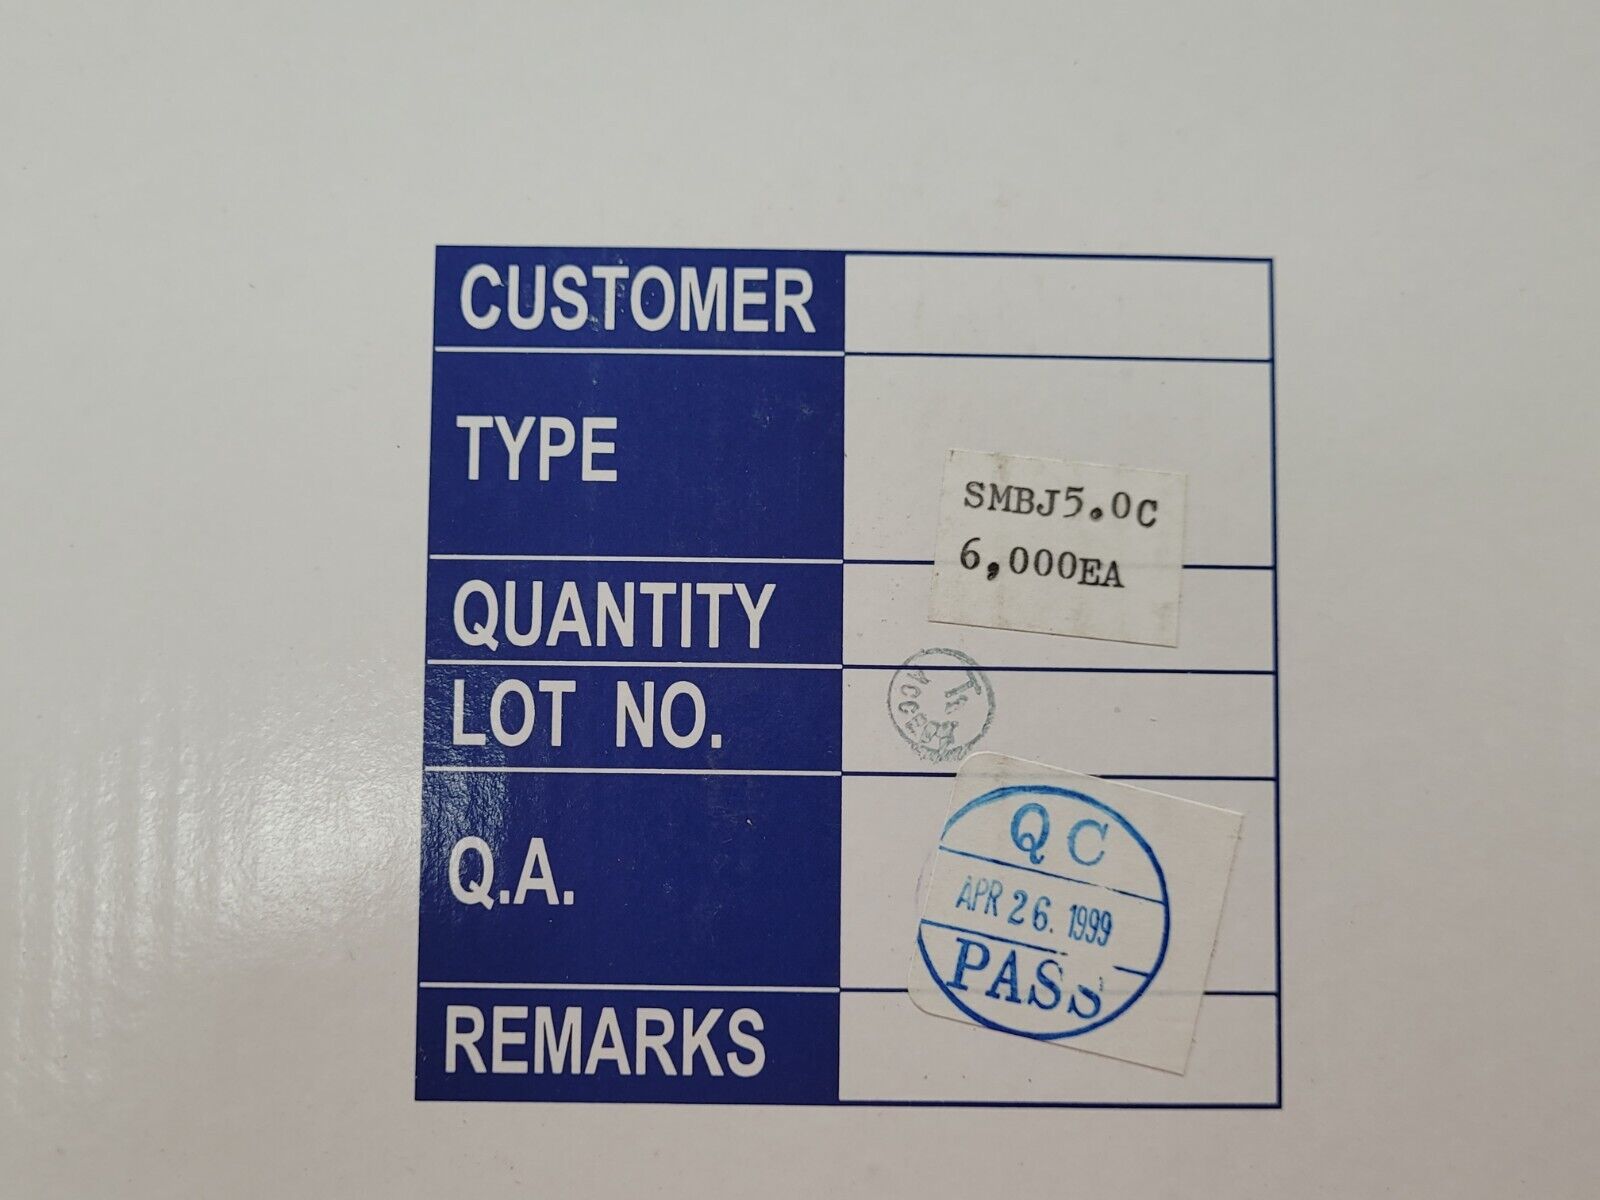 CUSTOMER
TYPE
SMBJ5.0C
6,000EA
QUANTITY
LOT NO.
Q.A.
QC
APR 26. 1999
PASS
REMARKS